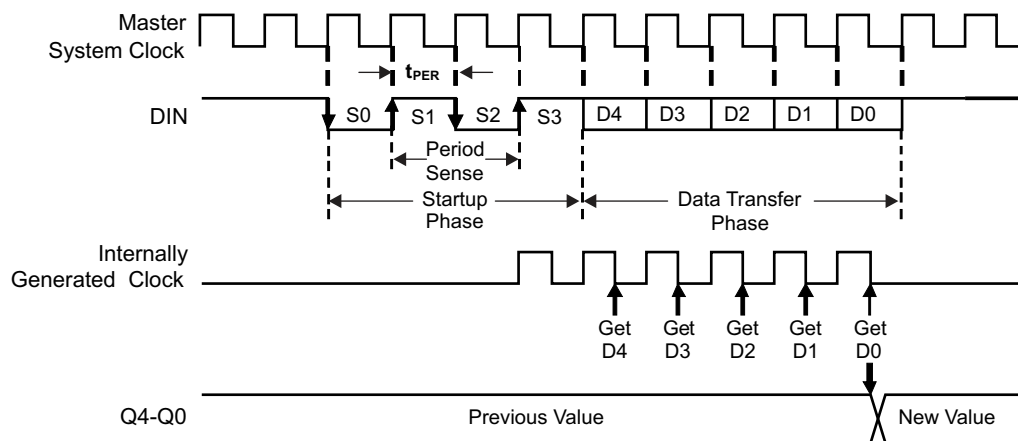 Master
System Clock
tPER
DIN
S0 S1 S2 S3 D4 D3 D2 D1 D0
Period
Sense
Startup
Phase
Data Transfer
Phase
Internally
Generated Clock
Get
D4
Get
D3
Get
D2
Get
D1
Get
D0
Q4-Q0
Previous Value
New Value